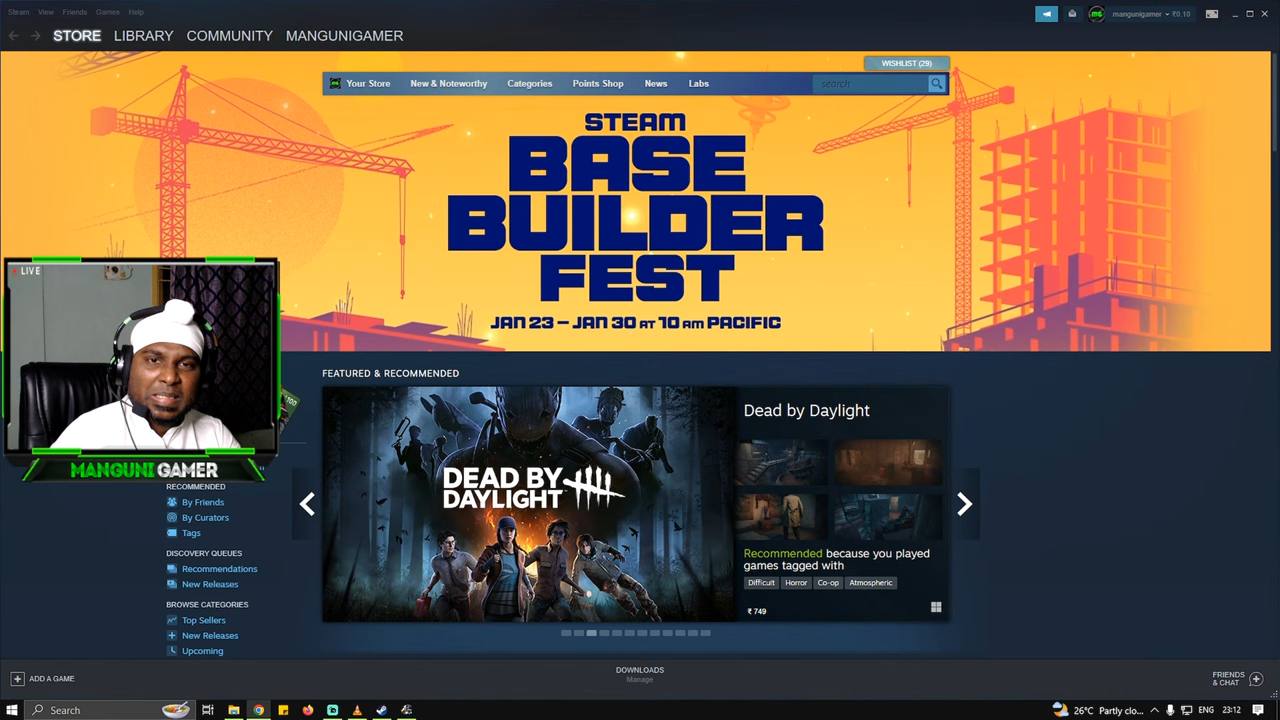 Steam View Friends Games Help
mangunigamer ₹0.10
STORE LIBRARY COMMUNITY MANGUNIGAMER
WISHLIST (29)
Your Store New & Noteworthy Categories Points Shop News Labs search
STEAM
BASE
BUILDER
FEST
JAN 23 – JAN 30 AT 10 AM PACIFIC
LIVE
MANGUNI GAMER
FEATURED & RECOMMENDED
DEAD BY
DAYLIGHT
Dead by Daylight
Recommended because you played
games tagged with
Difficult Horror Co-op Atmospheric
₹ 749
RECOMMENDED
By Friends
By Curators
Tags
DISCOVERY QUEUES
Recommendations
New Releases
BROWSE CATEGORIES
Top Sellers
New Releases
Upcoming
ADD A GAME
DOWNLOADS
Manage
FRIENDS
& CHAT
Search
26°C Partly clo... ENG 23:12